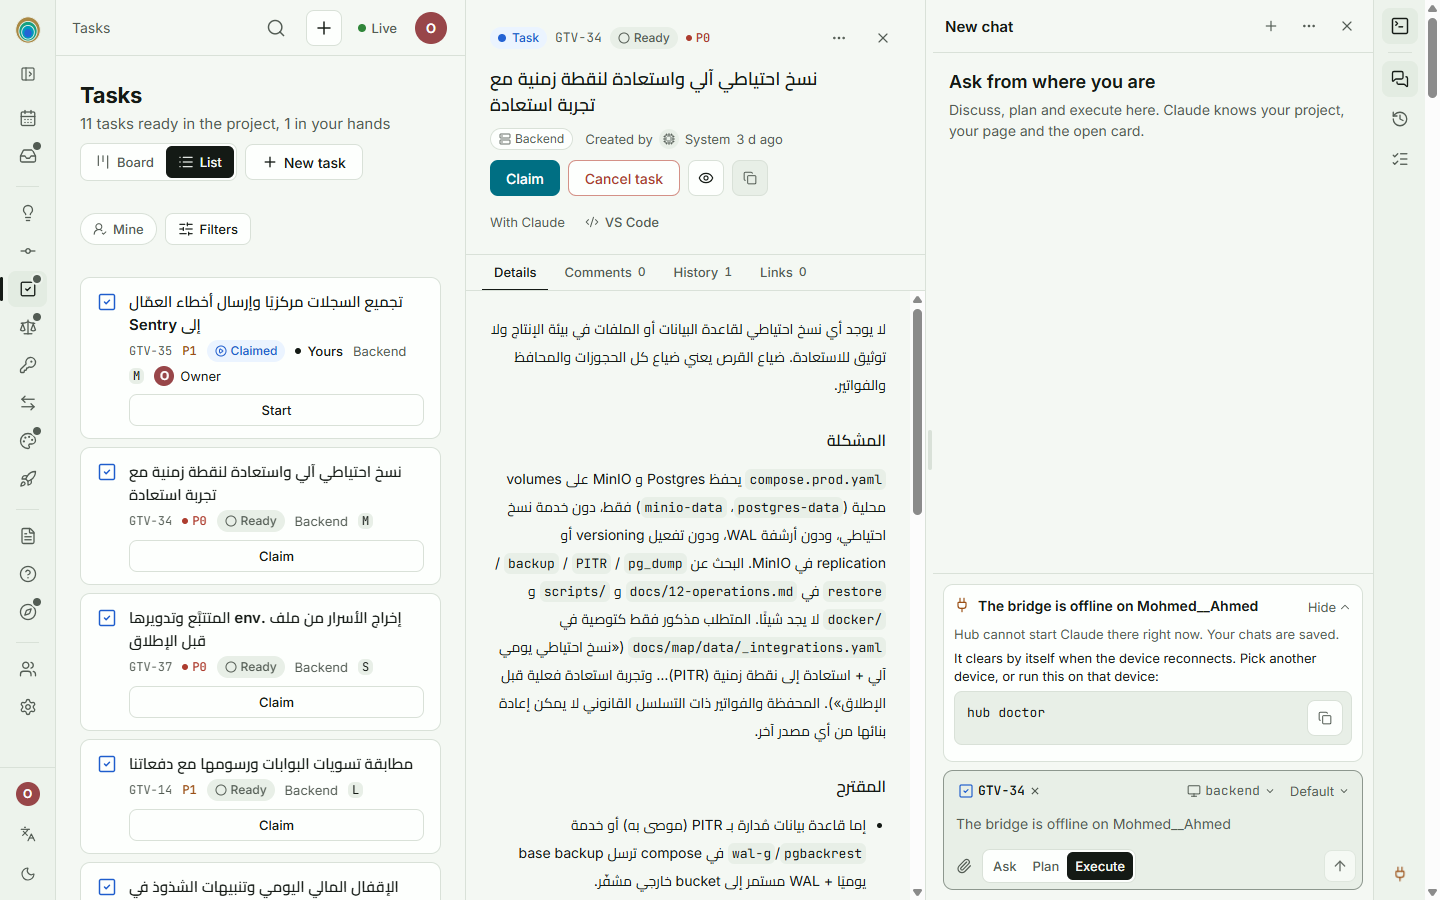 Tasks
Live
O
Tasks
11 tasks ready in the project, 1 in your hands
Board
List
New task
Mine
Filters
تجميع السجلات مركزيًا وإرسال أخطاء العمّال
إلى Sentry
GTV-35 P1 Claimed Yours Backend
M O Owner
Start
نسخ احتياطي آلي واستعادة لنقطة زمنية مع
تجربة استعادة
GTV-34 P0 Ready Backend M
Claim
إخراج الأسرار من ملف .env المتتبَّع وتدويرها
قبل الإطلاق
GTV-37 P0 Ready Backend S
Claim
مطابقة تسويات البوابات ورسومها مع دفعاتنا
GTV-14 P1 Ready Backend L
Claim
الإقفال المالي اليومي وتنبيهات الشذوذ في
O
Task GTV-34 Ready P0
نسخ احتياطي آلي واستعادة لنقطة زمنية مع
تجربة استعادة
Backend Created by System 3 d ago
Claim
Cancel task
With Claude VS Code
Details Comments 0 History 1 Links 0
لا يوجد أي نسخ احتياطي لقاعدة البيانات أو الملفات في بيئة الإنتاج ولا
توثيق للاستعادة. ضياع القرص يعني ضياع كل الحجوزات والمحافظ
والفواتير.
المشكلة
compose.prod.yaml يحفظ Postgres و MinIO على volumes
محلية (postgres-data، minio-data) فقط، دون خدمة نسخ
احتياطي، ودون أرشفة WAL، ودون تفعيل versioning أو
replication في MinIO. البحث عن pg_dump / PITR / backup /
restore في docs/12-operations.md و scripts/ و
docker/ لا يجد شيئًا. المتطلب مذكور فقط كتوصية في
docs/map/data/_integrations.yaml («نسخ احتياطي يومي
آلي + استعادة إلى نقطة زمنية (PITR)... وتجربة استعادة فعلية قبل
الإطلاق»). المحفظة والفواتير ذات التسلسل القانوني لا يمكن إعادة
بنائها من أي مصدر آخر.
المقترح
• إما قاعدة بيانات مُدارة بـ PITR (موصى به) أو خدمة
wal-g / pgbackrest في compose ترسل base backup
يوميًا + WAL مستمر إلى bucket خارجي مشفّر.
New chat
Ask from where you are
Discuss, plan and execute here. Claude knows your project,
your page and the open card.
The bridge is offline on Mohmed__Ahmed
Hide
Hub cannot start Claude there right now. Your chats are saved.
It clears by itself when the device reconnects. Pick another
device, or run this on that device:
hub doctor
GTV-34 × backend Default
The bridge is offline on Mohmed__Ahmed
Ask Plan Execute